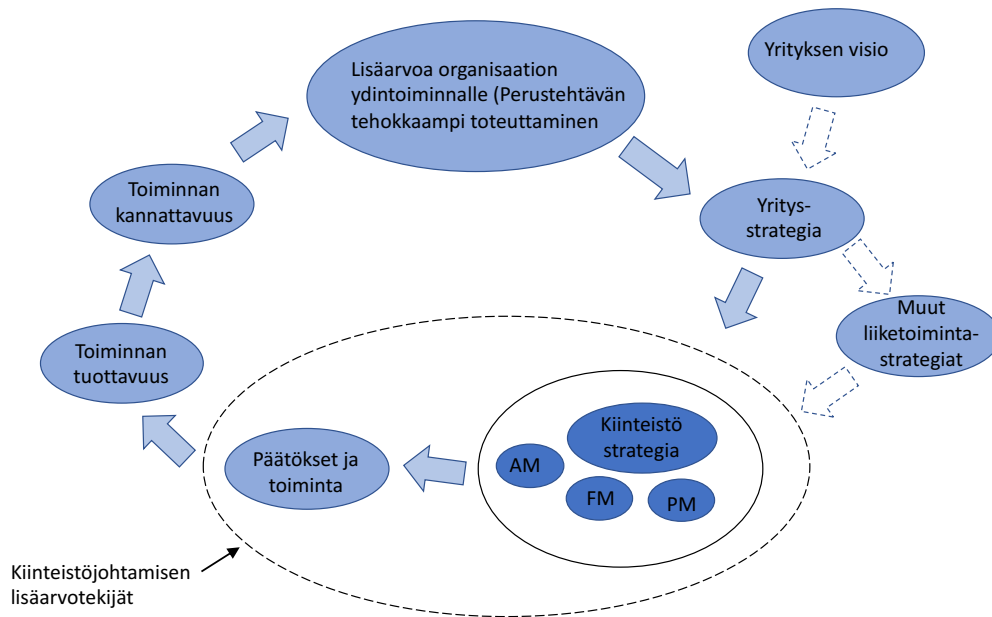 Yrityksen visio
Lisäarvoa organisaation
ydintoiminnalle (Perustehtävän
tehokkaampi toteuttaminen
Toiminnan
kannattavuus
Yritys-
strategia
Toiminnan
tuottavuus
Muut
liiketoiminta-
strategiat
Kiinteistö
strategia
AM
FM
PM
Päätökset ja
toiminta
Kiinteistöjohtamisen
lisäarvotekijät